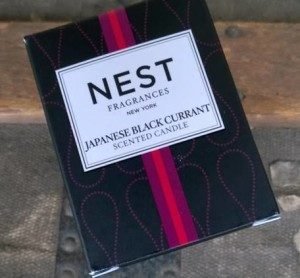 NEST
FRAGRANCES
NEW YORK
JAPANESE BLACK CURRANT
SCENTED CANDLE